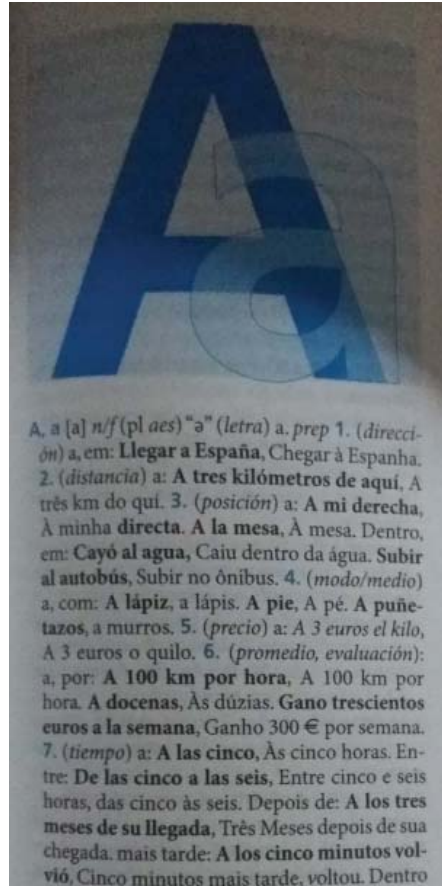 A
a
A, a [a] n/f (pl aes) "ə" (letra) a. prep 1. (direcci-
ón) a, em: Llegar a España, Chegar à Espanha.
2. (distancia) a: A tres kilómetros de aquí, A
três km do quí. 3. (posición) a: A mi derecha,
À minha directa. A la mesa, À mesa. Dentro,
em: Cayó al agua, Caiu dentro da água. Subir
al autobús, Subir no ônibus. 4. (modo/medio)
a, com: A lápiz, a lápis. A pie, A pé. A puñe-
tazos, a murros. 5. (precio) a: A 3 euros el kilo,
A 3 euros o quilo. 6. (promedio, evaluación):
a, por: A 100 km por hora, A 100 km por
hora. A docenas, Às dúzias. Gano trescientos
euros a la semana, Ganho 300 € por semana.
7. (tiempo) a: A las cinco, Às cinco horas. En-
tre: De las cinco a las seis, Entre cinco e seis
horas, das cinco às seis. Depois de: A los tres
meses de su llegada, Três Meses depois de sua
chegada. mais tarde: A los cinco minutos vol-
vió, Cinco minutos mais tarde, voltou. Dentro